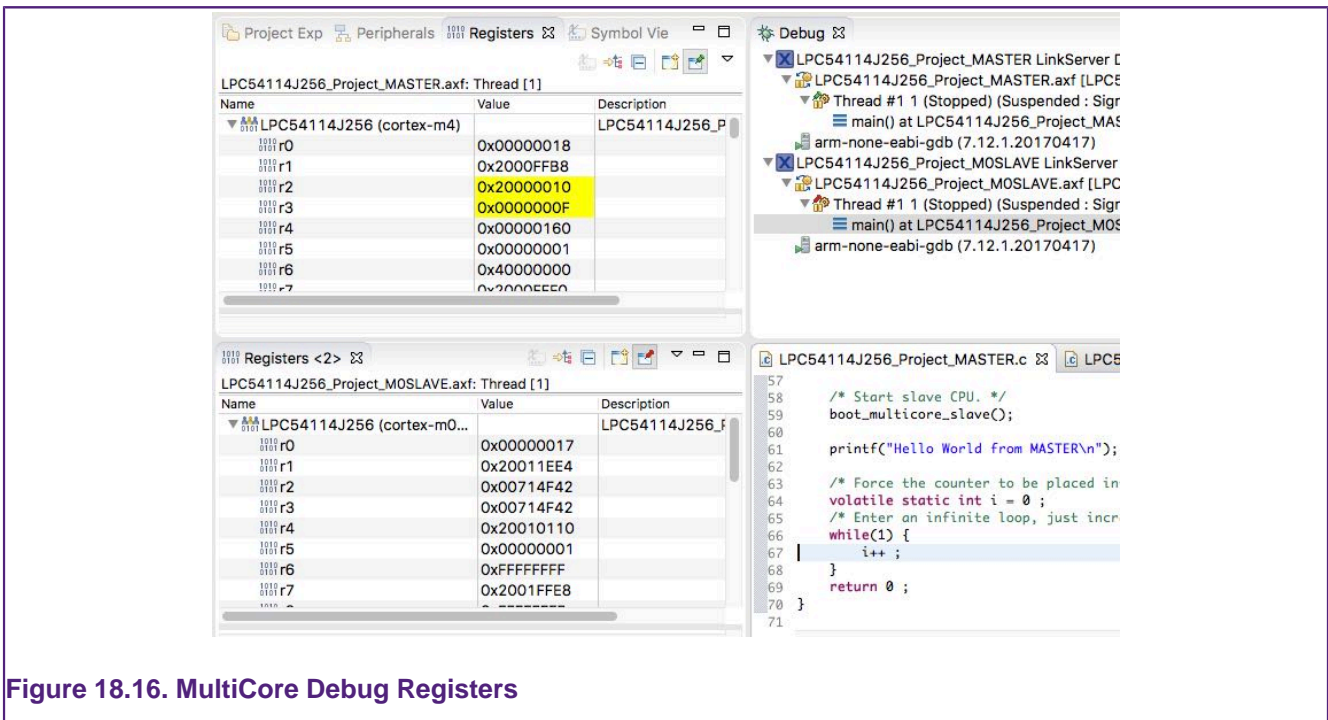 Project Exp Peripherals Registers Symbol Vie
LPC54114J256_Project_MASTER.axf: Thread [1]
Name Value Description
LPC54114J256 (cortex-m4) LPC54114J256_P
r0 0x00000018
r1 0x2000FFB8
r2 0x20000010
r3 0x0000000F
r4 0x00000160
r5 0x00000001
r6 0x40000000
r7 0x2000FFF0
Debug
LPC54114J256_Project_MASTER LinkServer D
LPC54114J256_Project_MASTER.axf [LPC5
Thread #1 1 (Stopped) (Suspended : Sigr
main() at LPC54114J256_Project_MAS
arm-none-eabi-gdb (7.12.1.20170417)
LPC54114J256_Project_M0SLAVE LinkServer
LPC54114J256_Project_M0SLAVE.axf [LPC
Thread #1 1 (Stopped) (Suspended : Sigr
main() at LPC54114J256_Project_M0S
arm-none-eabi-gdb (7.12.1.20170417)
Registers <2>
LPC54114J256_Project_M0SLAVE.axf: Thread [1]
Name Value Description
LPC54114J256 (cortex-m0... LPC54114J256_F
r0 0x00000017
r1 0x20011EE4
r2 0x00714F42
r3 0x00714F42
r4 0x20010110
r5 0x00000001
r6 0xFFFFFFFF
r7 0x2001FFE8
LPC54114J256_Project_MASTER.c LPC5
57
58 /* Start slave CPU. */
59 boot_multicore_slave();
60
61 printf("Hello World from MASTER\n");
62
63 /* Force the counter to be placed in
64 volatile static int i = 0 ;
65 /* Enter an infinite loop, just incr
66 while(1) {
67 i++ ;
68 }
69 return 0 ;
70 }
71
Figure 18.16. MultiCore Debug Registers